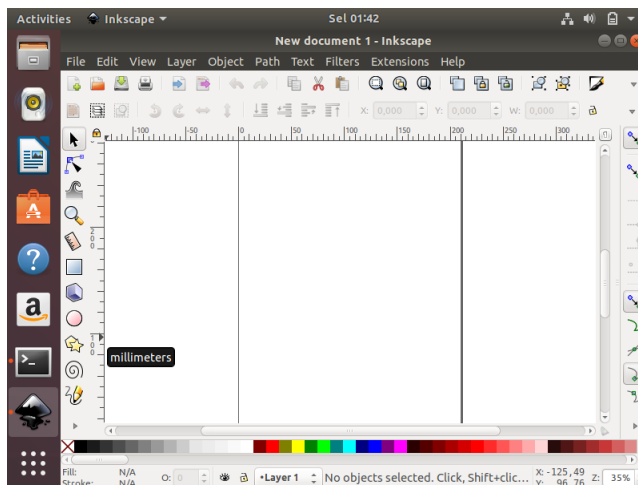 Activities Inkscape Sel 01:42
New document 1 - Inkscape
File Edit View Layer Object Path Text Filters Extensions Help
X: 0,000 Y: 0,000 W: 0,000
-100 -50 0 50 100 150 200 250 300
200
100
millimeters
Fill: N/A O: 0 •Layer 1 No objects selected. Click, Shift+clic... X: -125,49 Z: 35%
Stroke: N/A Y: 96,76